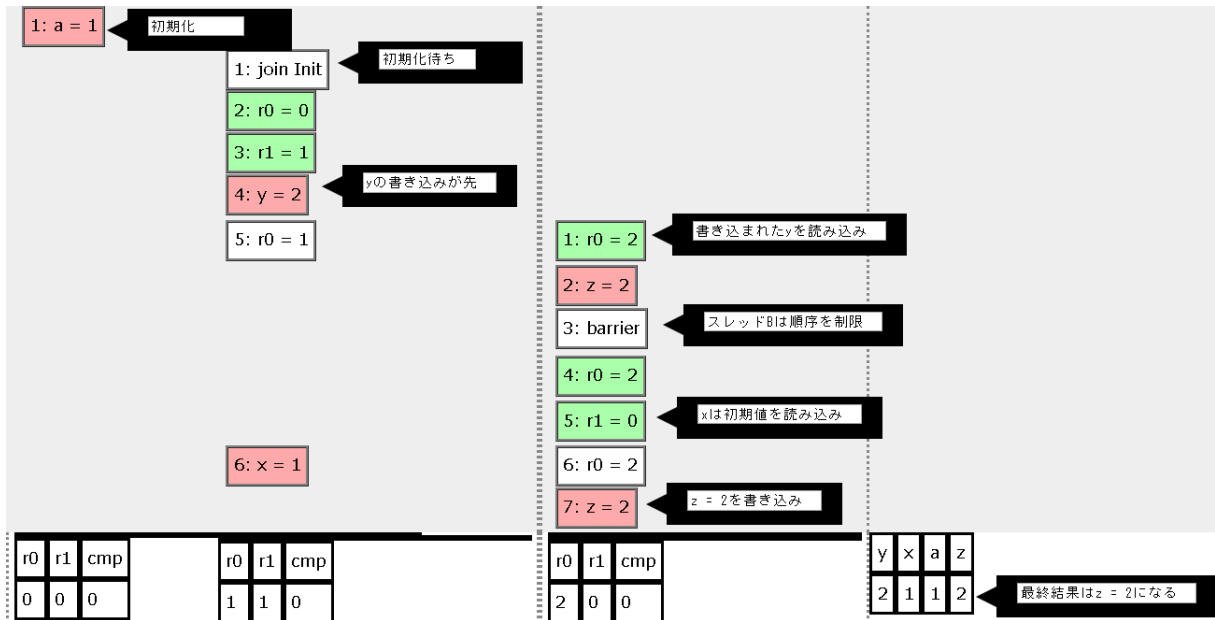 1: a = 1
初期化
1: join Init
初期化待ち
2: r0 = 0
3: r1 = 1
4: y = 2
yの書き込みが先
5: r0 = 1
1: r0 = 2
書き込まれたyを読み込み
2: z = 2
3: barrier
スレッドBは順序を制限
4: r0 = 2
5: r1 = 0
xは初期値を読み込み
6: x = 1
6: r0 = 2
7: z = 2
z = 2を書き込み
r0 r1 cmp
0 0 0
r0 r1 cmp
1 1 0
r0 r1 cmp
2 0 0
y x a z
2 1 1 2
最終結果はz = 2になる